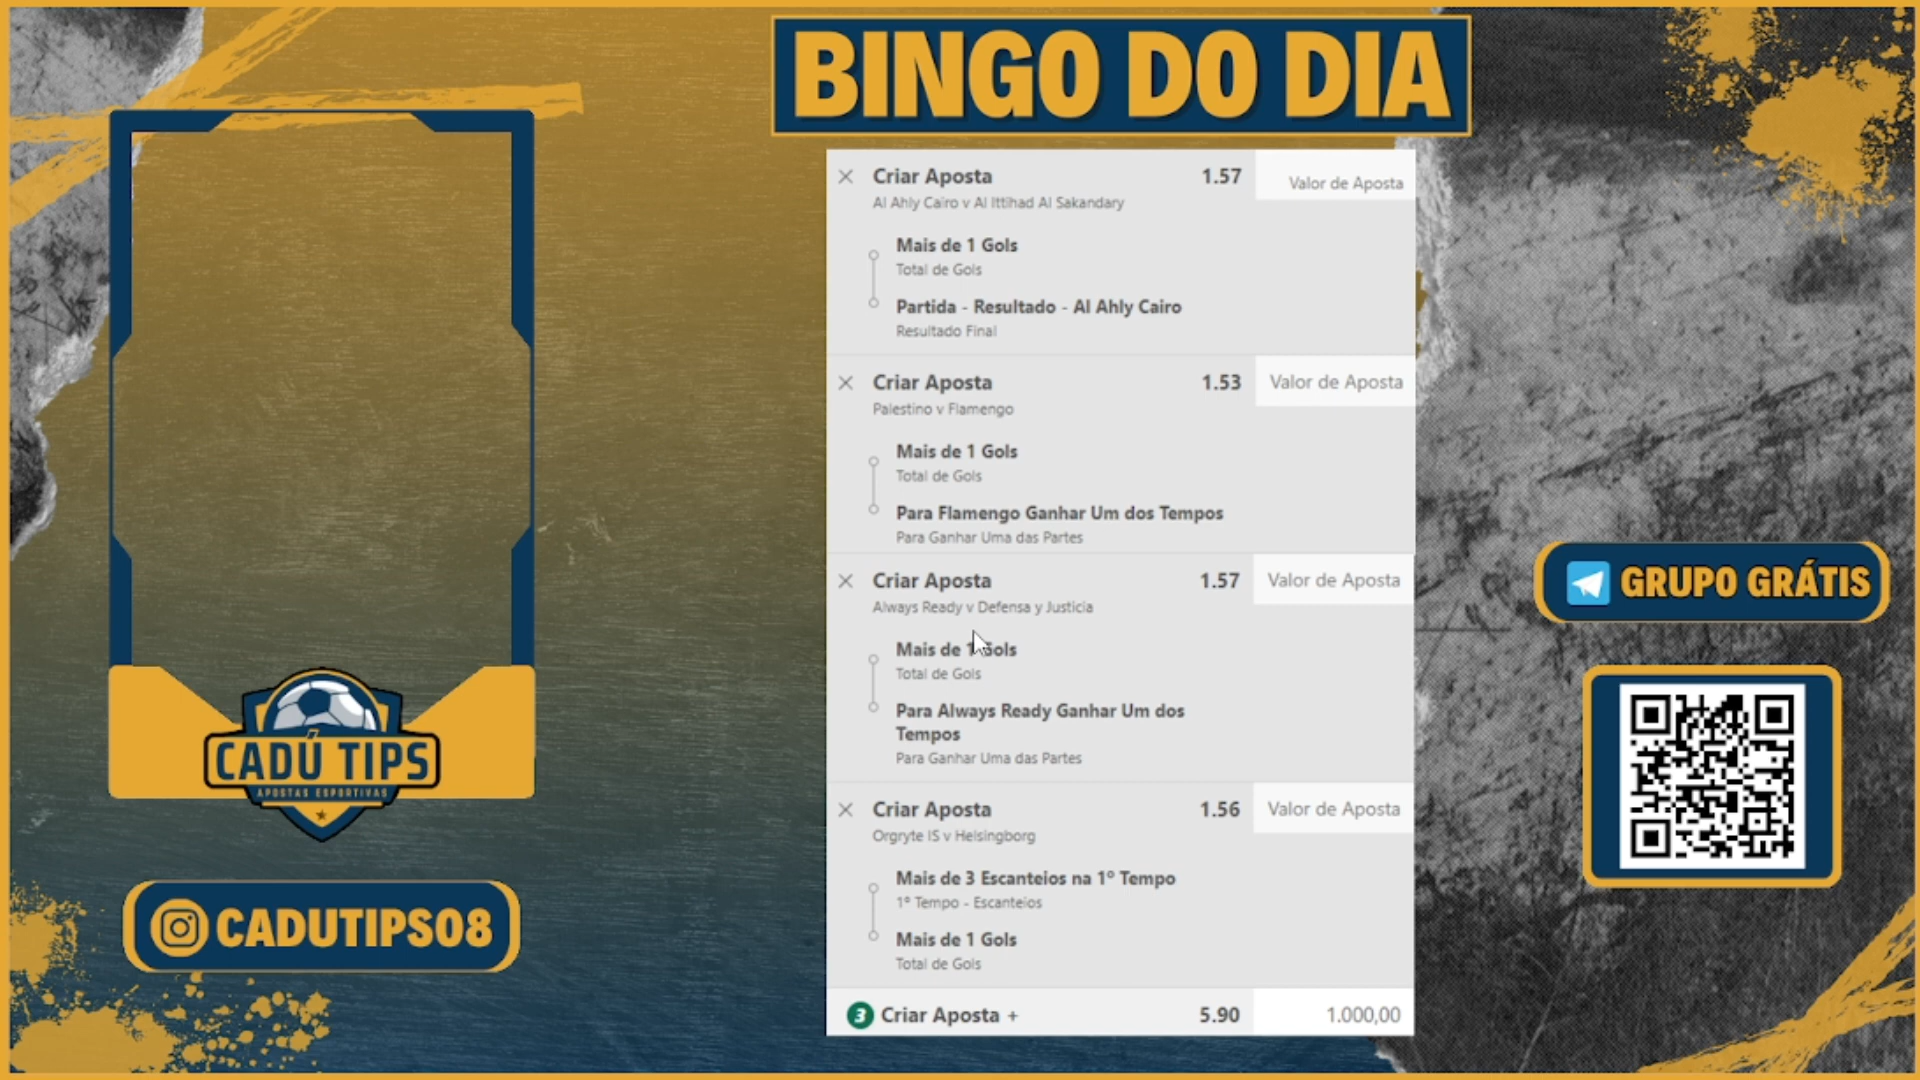 BINGO DO DIA
Criar Aposta 1.57 Valor de Aposta
Al Ahly Cairo v Al Ittihad Al Sakandary
Mais de 1 Gols
Total de Gols
Partida - Resultado - Al Ahly Cairo
Resultado Final
Criar Aposta 1.53 Valor de Aposta
Palestino v Flamengo
Mais de 1 Gols
Total de Gols
Para Flamengo Ganhar Um dos Tempos
Para Ganhar Uma das Partes
Criar Aposta 1.57 Valor de Aposta
Always Ready v Defensa y Justicia
Mais de 1 Gols
Total de Gols
Para Always Ready Ganhar Um dos
Tempos
Para Ganhar Uma das Partes
Criar Aposta 1.56 Valor de Aposta
Orgryte IS v Helsingborg
Mais de 3 Escanteios na 1º Tempo
1º Tempo - Escanteios
Mais de 1 Gols
Total de Gols
3 Criar Aposta + 5.90 1.000,00
CADÚ TIPS
APOSTAS ESPORTIVAS
CADUTIPS08
GRUPO GRÁTIS